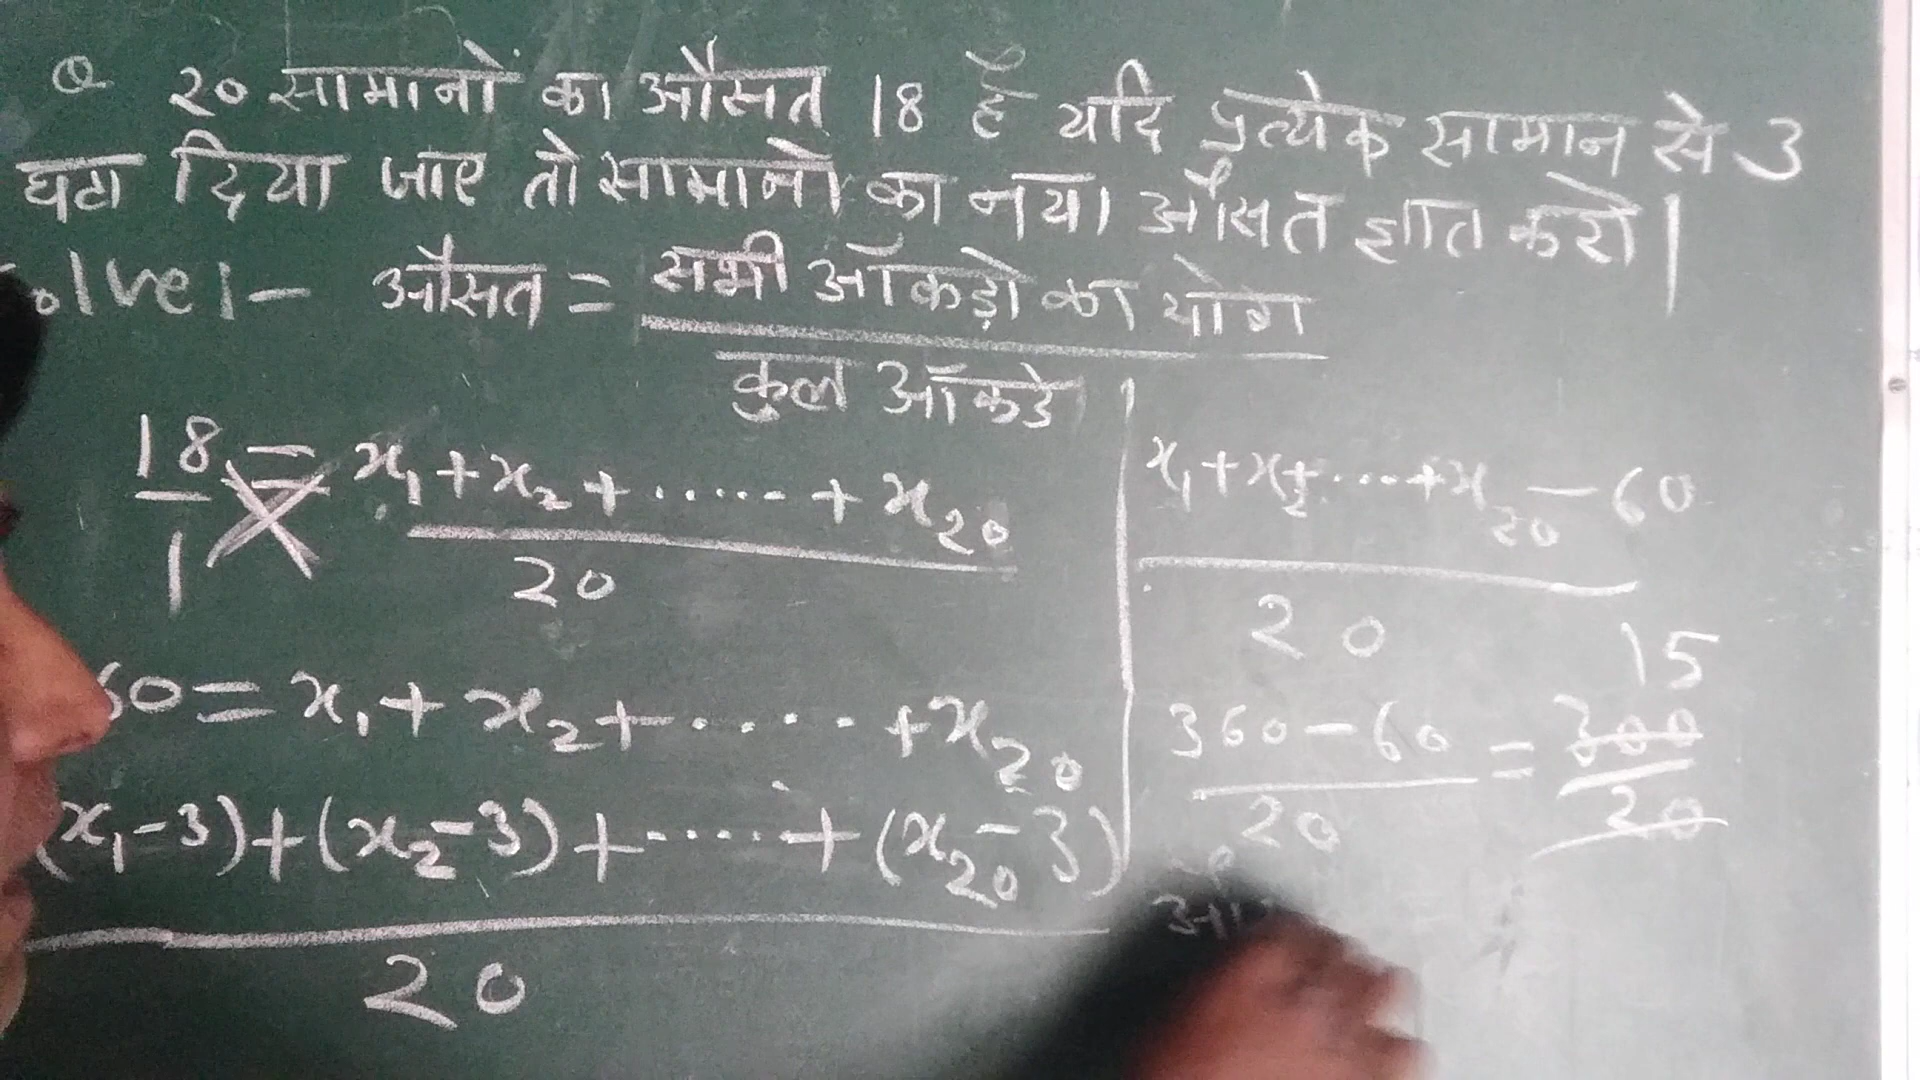 Q २० सामानों का औसत 18 है यदि प्रत्येक सामान से 3
घटा दिया जाए तो सामानो का नया औसत ज्ञात करो|
olve|- औसत = सभी ऑकड़ो का योग
कुल ऑकडे
18/1 = x₁+x₂+......+x₂₀
20
60=x₁+x₂+.....+x₂₀
(x₁-3)+(x₂-3)+.....+(x₂₀-3)
20
x₁+x₂+....+x₂₀-60
20
15
360-60 = 300
20 20